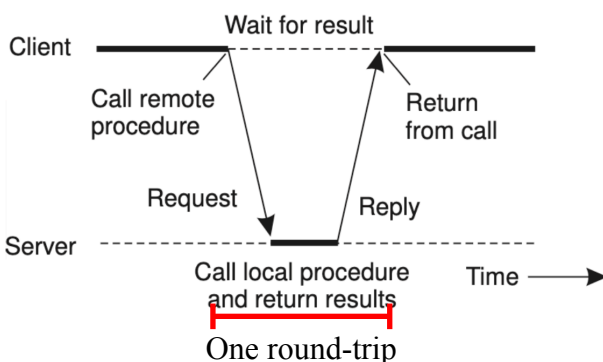 Wait for result
Client
Call remote
procedure
Return
from call
Request
Reply
Server
Call local procedure
and return results
Time
One round-trip